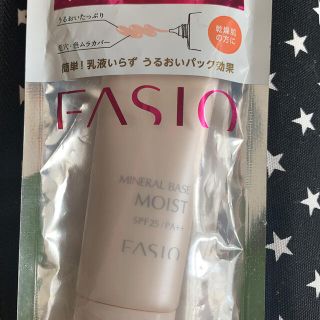 うるおいたっぷり
毛穴・色ムラカバー
乾燥肌
の方に
簡単!乳液いらず うるおいパック効果
FASIO
MINERAL BASE
MOIST
SPF25/PA++
FASIO